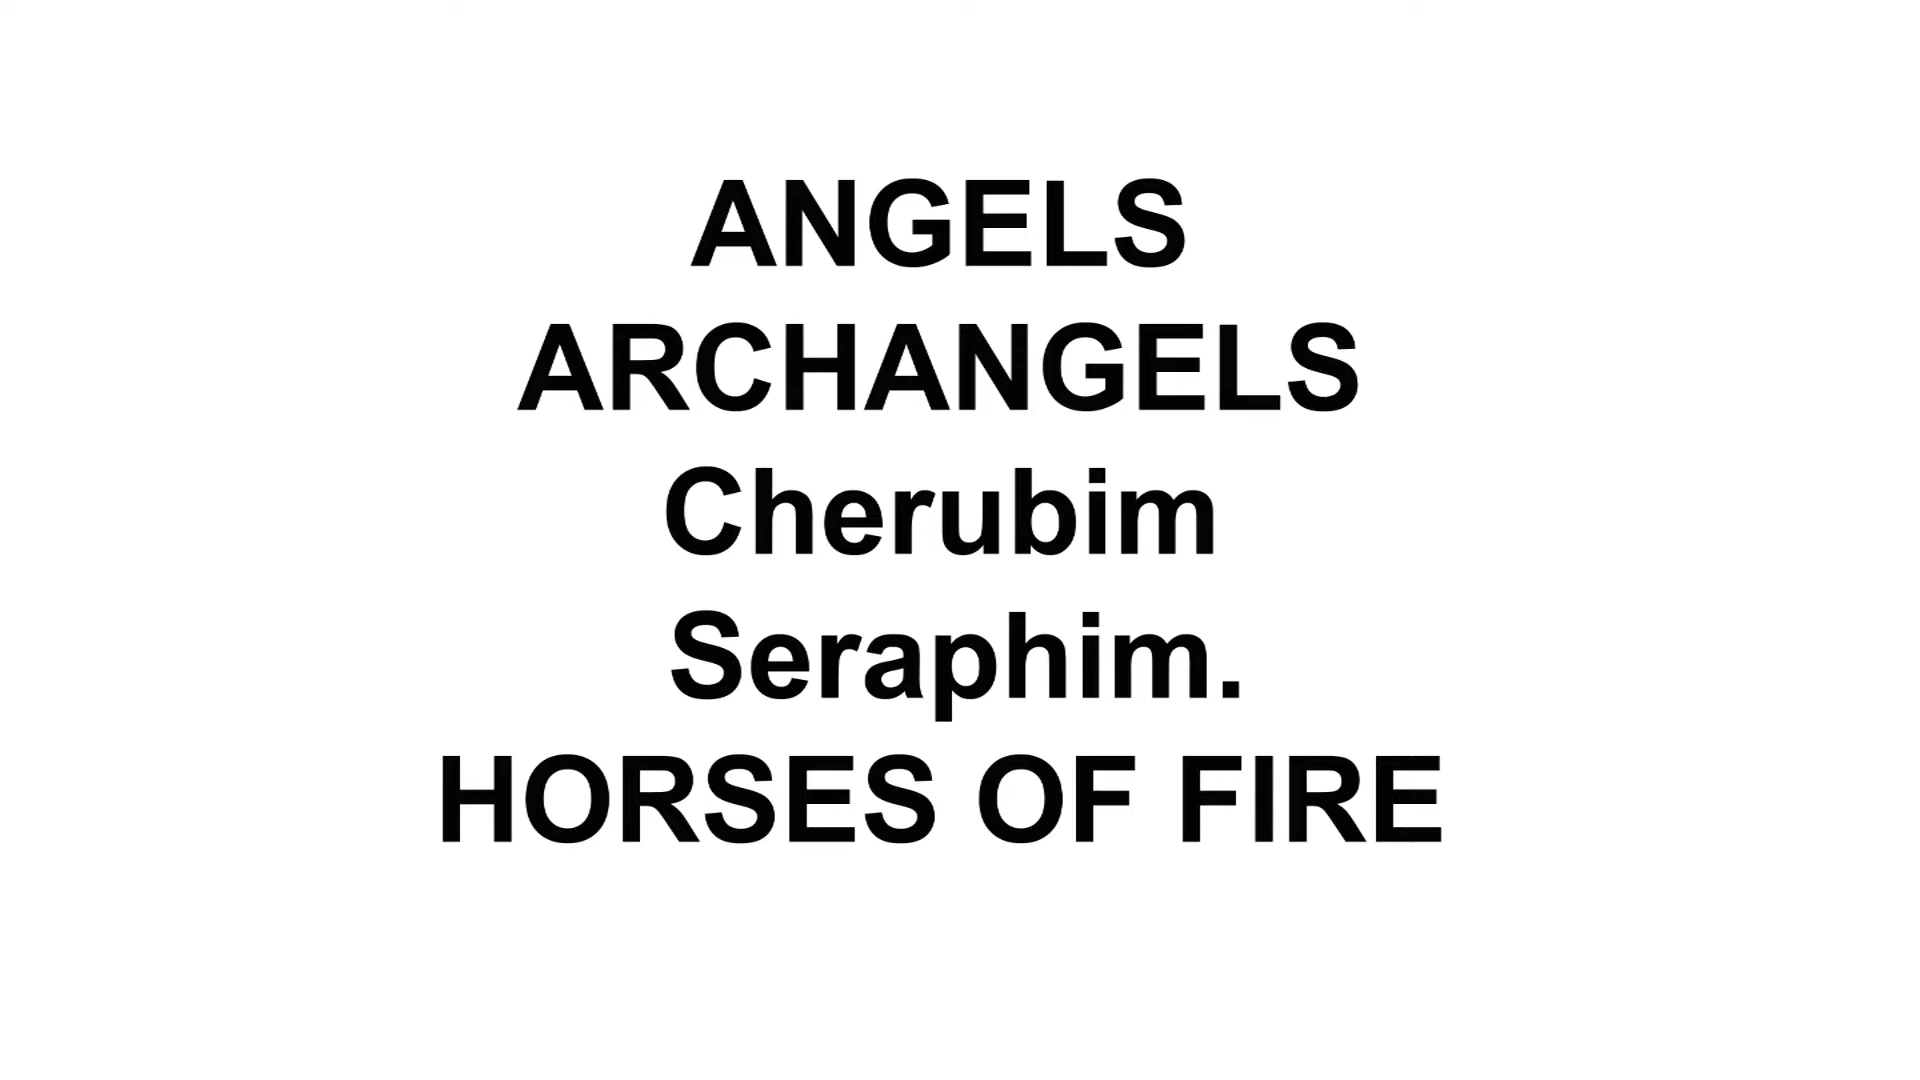 ANGELS
ARCHANGELS
Cherubim
Seraphim.
HORSES OF FIRE